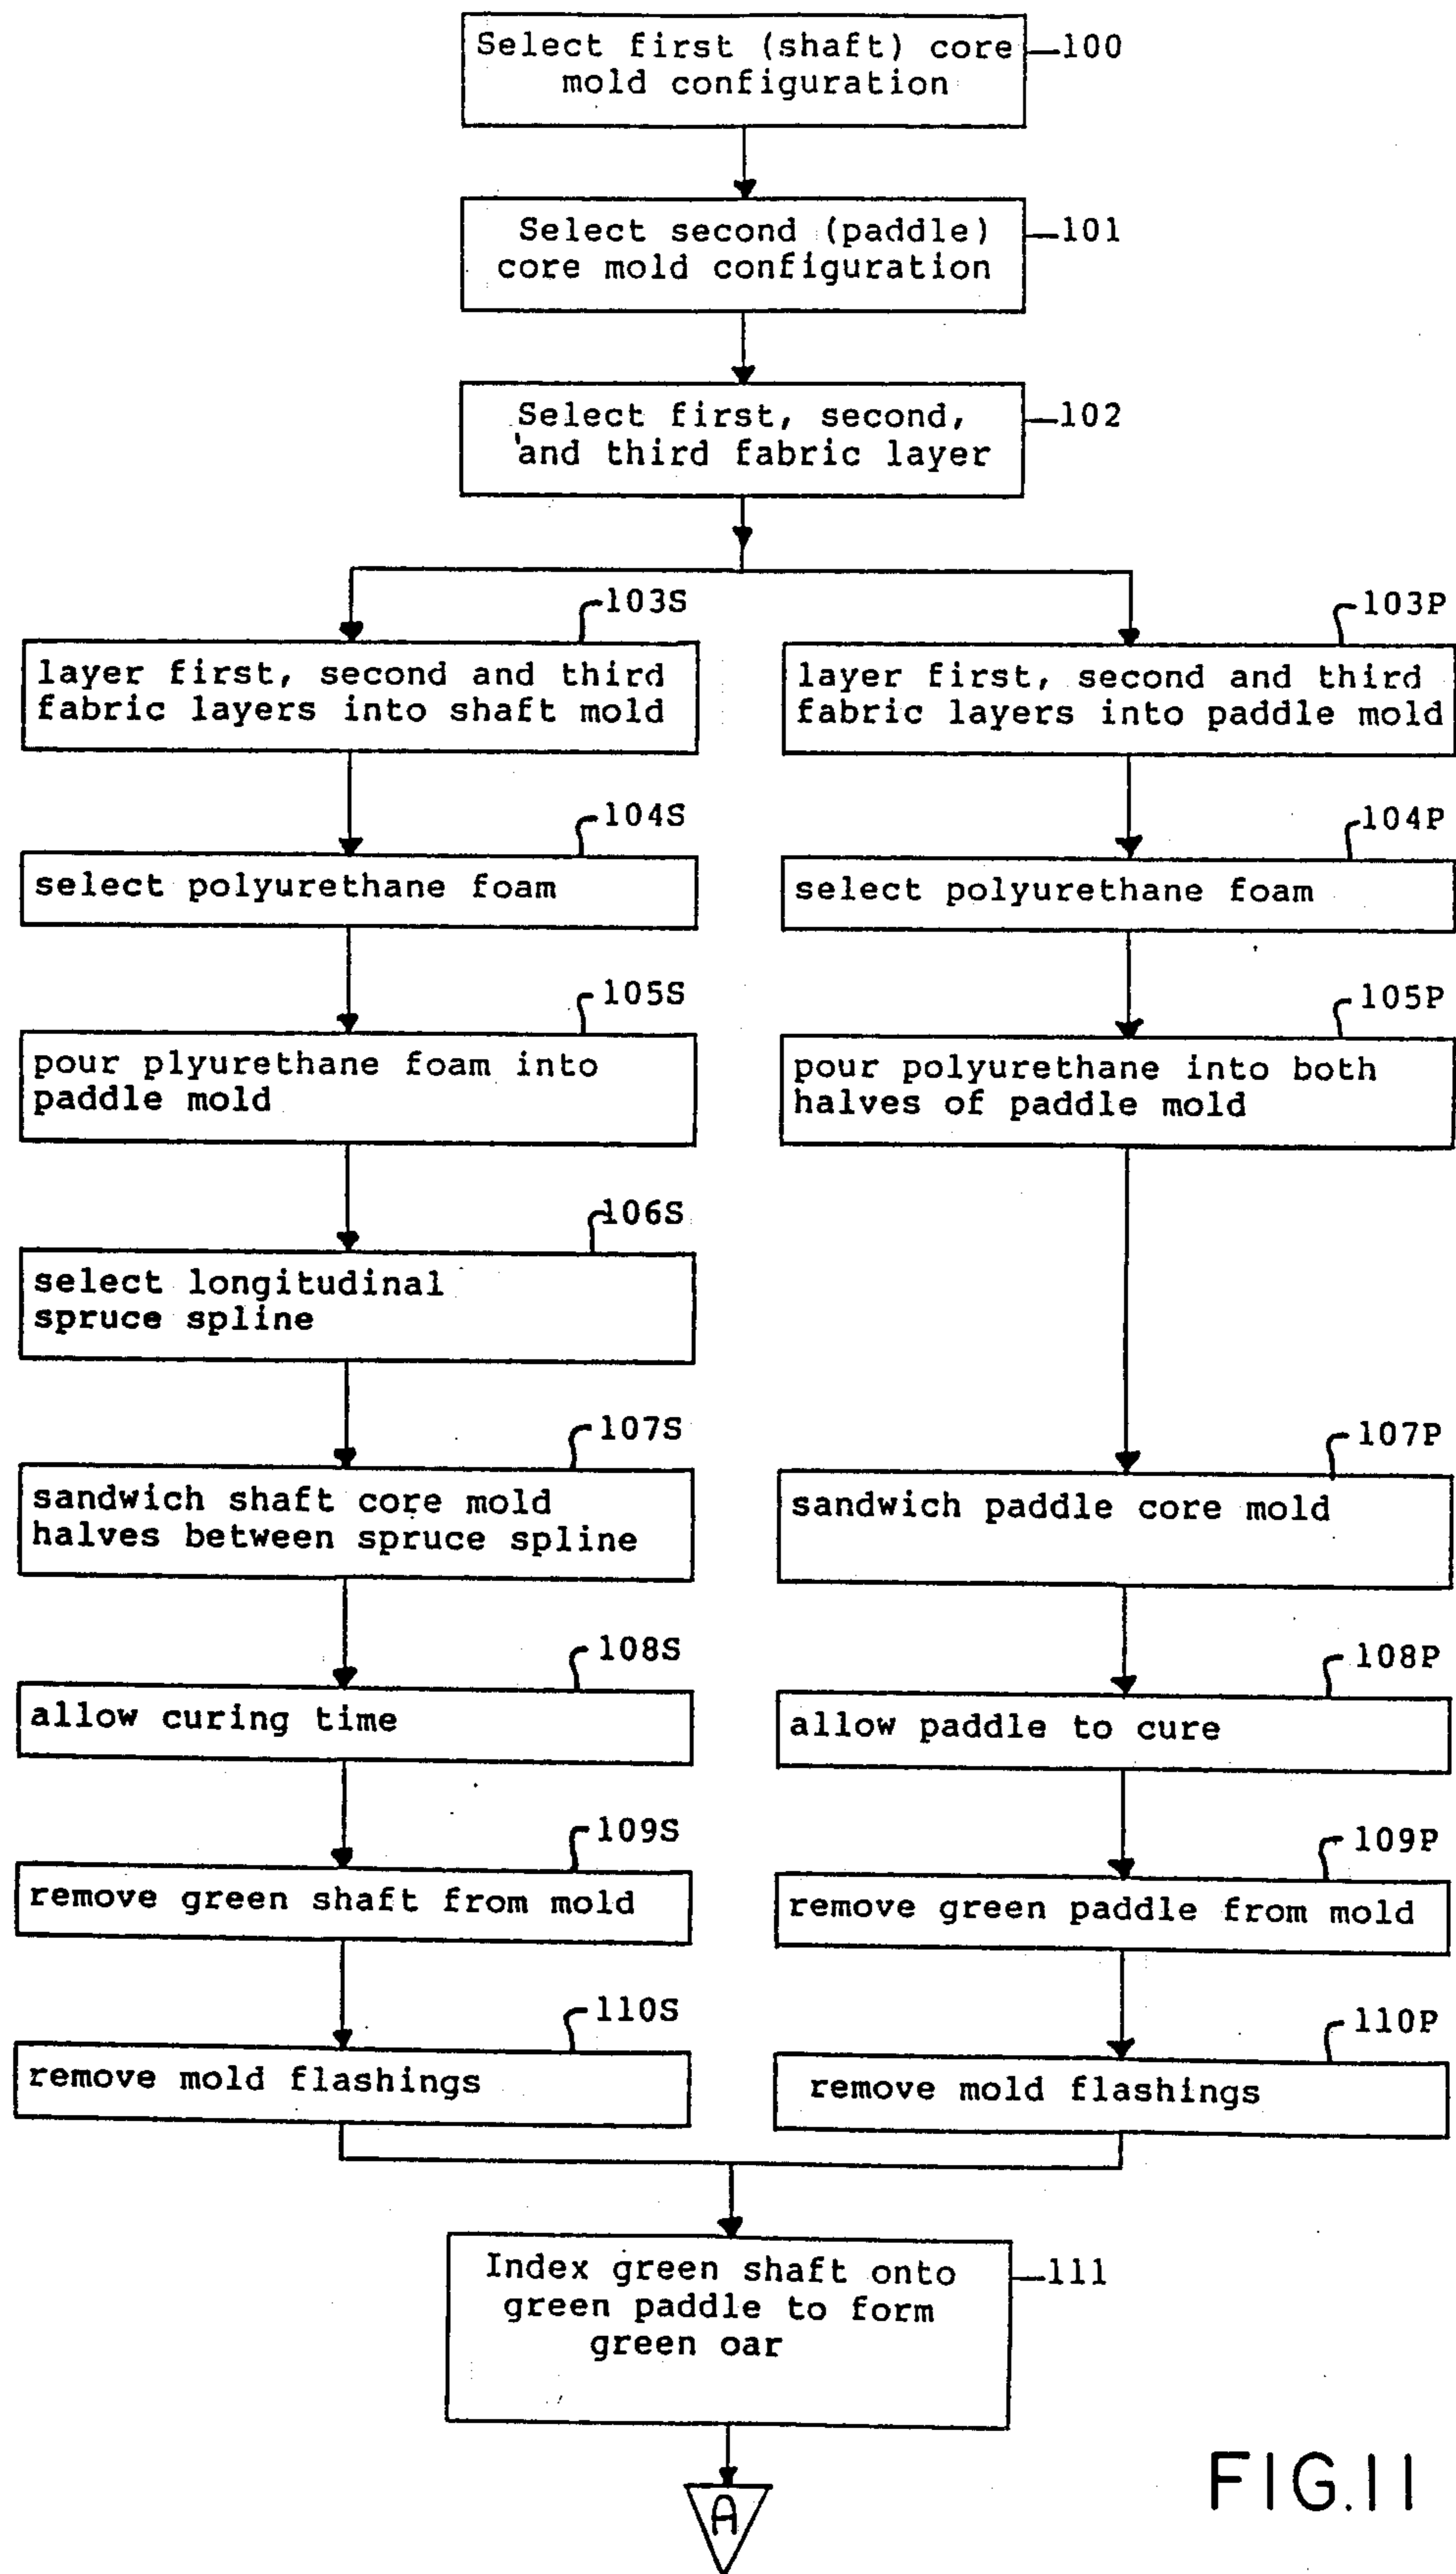 Select first (shaft) core
mold configuration
100
Select second (paddle)
core mold configuration
101
Select first, second,
and third fabric layer
102
103S
layer first, second and third
fabric layers into shaft mold
104S
select polyurethane foam
105S
pour plyurethane foam into
paddle mold
106S
select longitudinal
spruce spline
107S
sandwich shaft core mold
halves between spruce spline
108S
allow curing time
109S
remove green shaft from mold
110S
remove mold flashings
103P
layer first, second and third
fabric layers into paddle mold
104P
select polyurethane foam
105P
pour polyurethane into both
halves of paddle mold
107P
sandwich paddle core mold
108P
allow paddle to cure
109P
remove green paddle from mold
110P
remove mold flashings
Index green shaft onto
green paddle to form
green oar
111
A
FIG.11